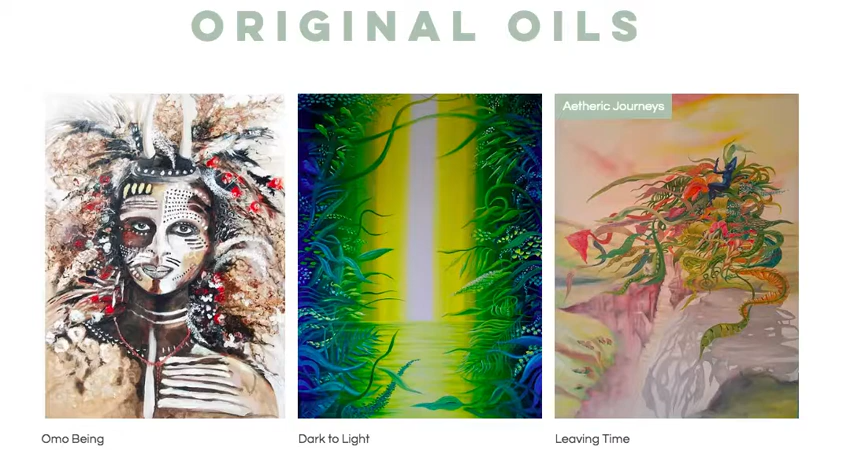 ORIGINAL OILS
Aetheric Journeys
Omo Being
Dark to Light
Leaving Time